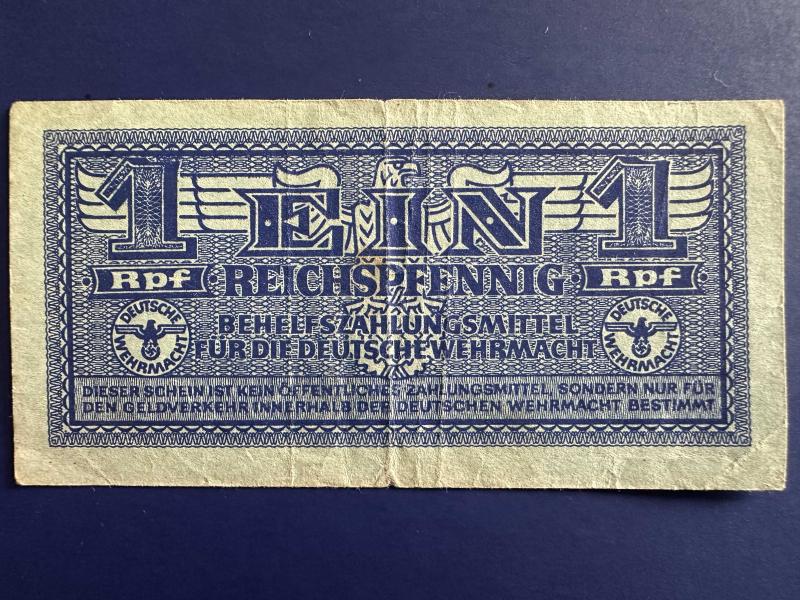 1 EIN 1
Rpf REICHSPFENNIG Rpf
BEHELFSZAHLUNGSMITTEL
FÜR DIE DEUTSCHE WEHRMACHT
DEUTSCHE WEHRMACHT
DEUTSCHE WEHRMACHT
DIESER SCHEIN IST KEIN ÖFFENTLICHES ZAHLUNGSMITTEL, SONDERN NUR FÜR
DEN GELDVERKEHR INNERHALB DER DEUTSCHEN WEHRMACHT BESTIMMT